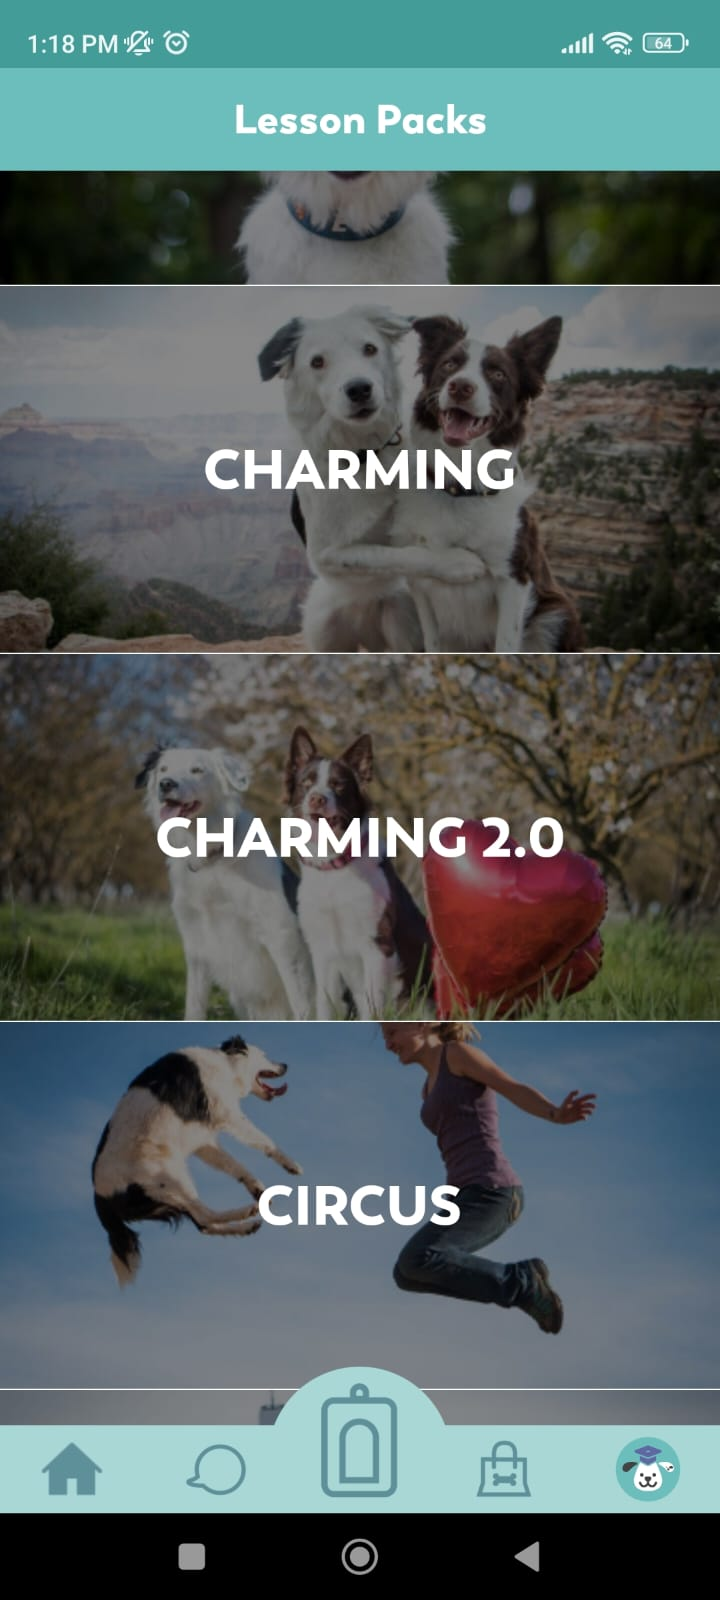 1:18 PM
64
Lesson Packs
CHARMING
CHARMING 2.0
CIRCUS